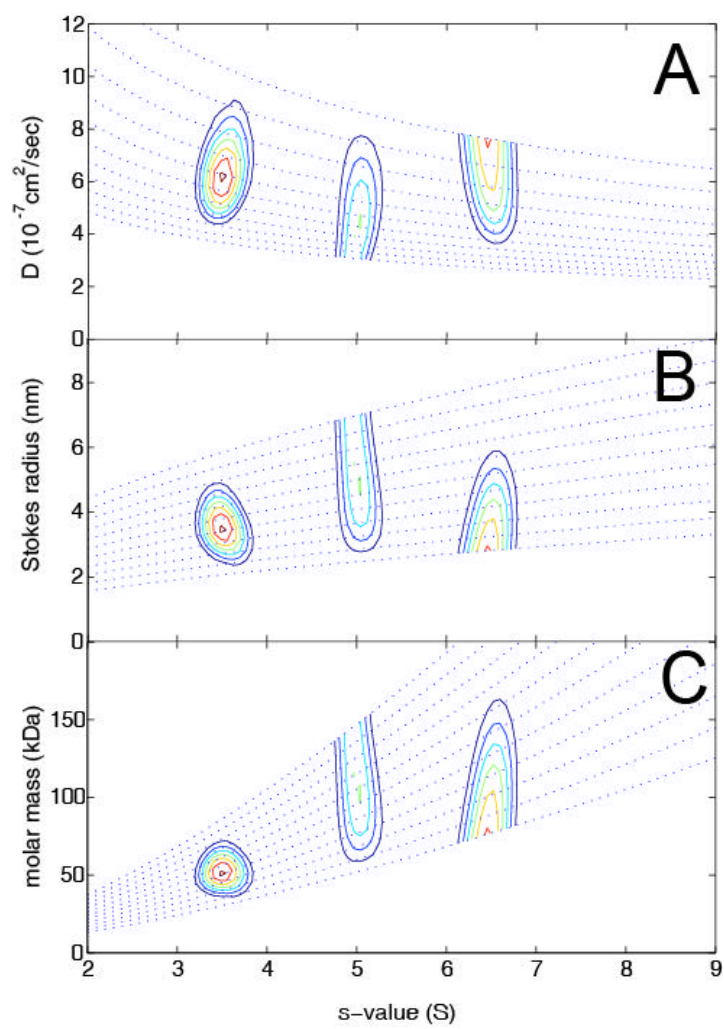 A
12
10
8
6
4
2
0
D (10⁻⁷cm²/sec)
B
8
6
4
2
0
Stokes radius (nm)
C
150
100
50
0
molar mass (kDa)
2 3 4 5 6 7 8 9
s-value (S)